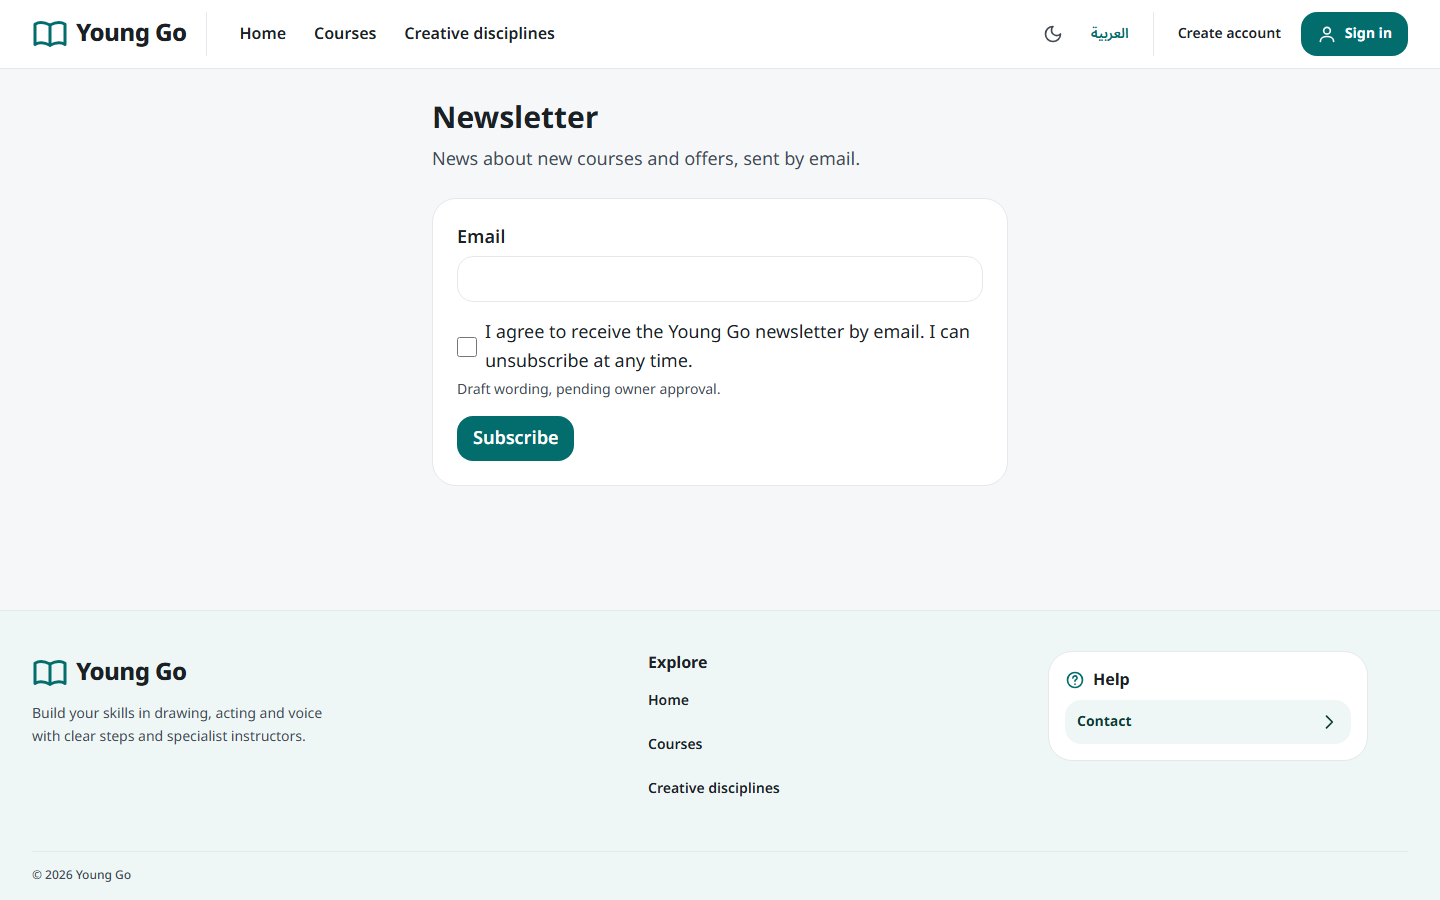 Young Go
Home
Courses
Creative disciplines
العربية
Create account
Sign in
Newsletter
News about new courses and offers, sent by email.
Email
I agree to receive the Young Go newsletter by email. I can
unsubscribe at any time.
Draft wording, pending owner approval.
Subscribe
Young Go
Build your skills in drawing, acting and voice
with clear steps and specialist instructors.
Explore
Home
Courses
Creative disciplines
Help
Contact
© 2026 Young Go